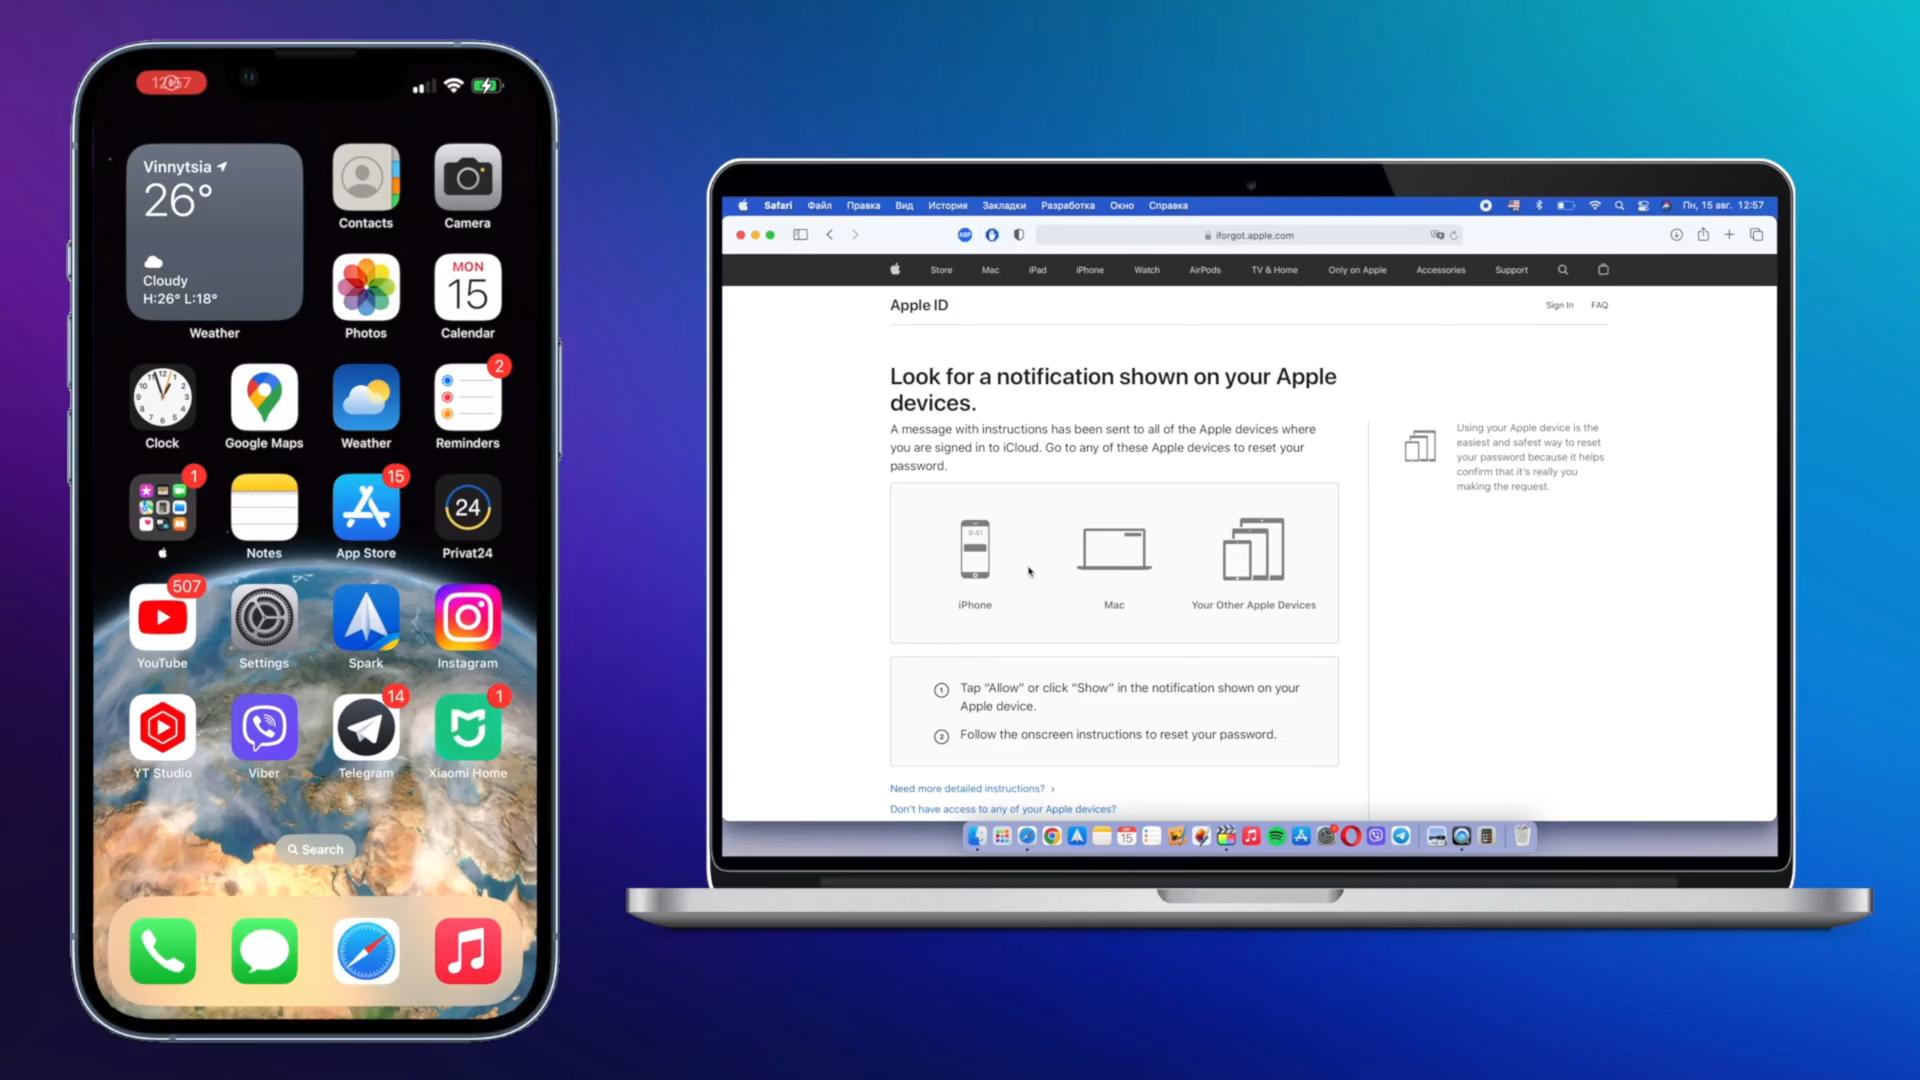 12:57
Vinnytsia
26°
Cloudy
H:26° L:18°
Weather
Contacts
Camera
Photos
MON
15
Calendar
Clock
Google Maps
Weather
2
Reminders
1
Notes
15
App Store
24
Privat24
507
YouTube
Settings
Spark
Instagram
YT Studio
Viber
14
Telegram
1
Xiaomi Home
Search
Safari Файл Правка Вид История Закладки Разработка Окно Справка Пн, 15 авг. 12:57
ABP
iforgot.apple.com
Store Mac iPad iPhone Watch AirPods TV & Home Only on Apple Accessories Support
Apple ID
Sign In FAQ
Look for a notification shown on your Apple
devices.
A message with instructions has been sent to all of the Apple devices where
you are signed in to iCloud. Go to any of these Apple devices to reset your
password.
Using your Apple device is the
easiest and safest way to reset
your password because it helps
confirm that it's really you
making the request.
9:41
iPhone
Mac
Your Other Apple Devices
1 Tap “Allow” or click “Show” in the notification shown on your
Apple device.
2 Follow the onscreen instructions to reset your password.
Need more detailed instructions? ›
Don't have access to any of your Apple devices?
15